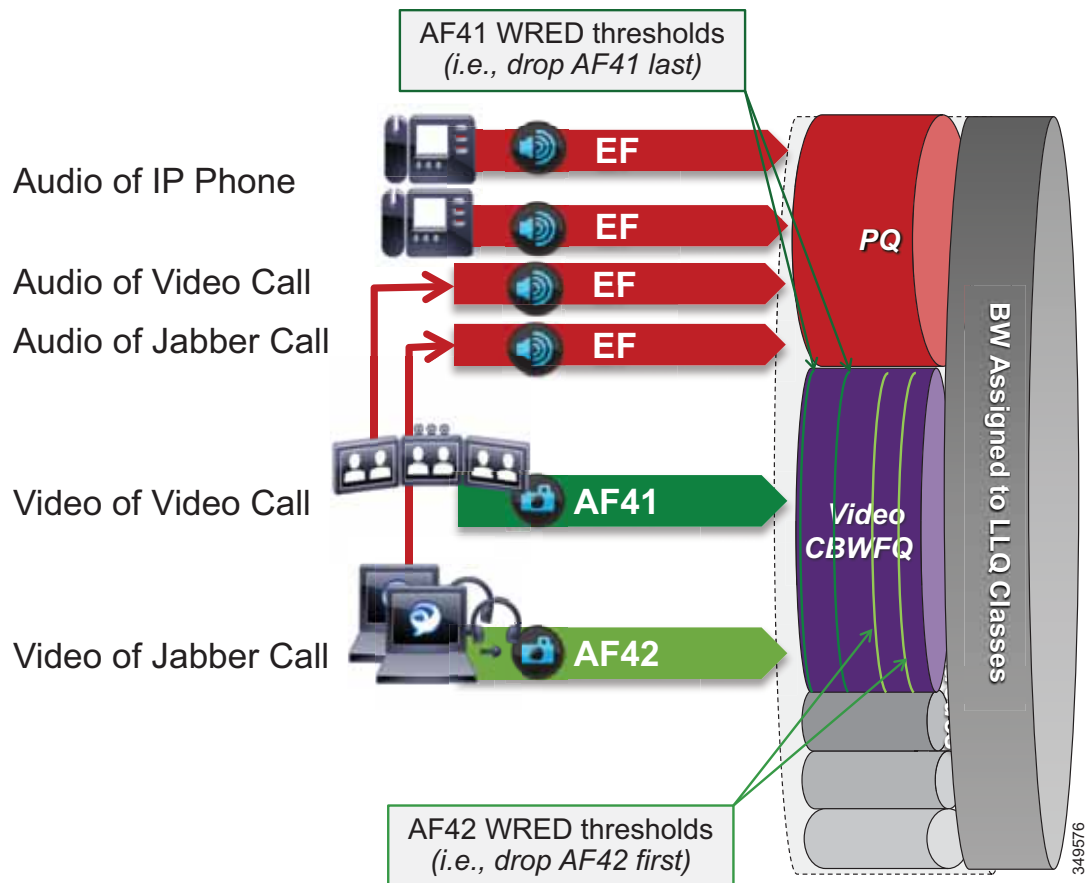 AF41 WRED thresholds
(i.e., drop AF41 last)
EF
Audio of IP Phone
EF
PQ
Audio of Video Call
EF
Audio of Jabber Call
EF
BW Assigned to LLQ Classes
Video of Video Call
AF41
Video
CBWFQ
Video of Jabber Call
AF42
AF42 WRED thresholds
(i.e., drop AF42 first)
349576